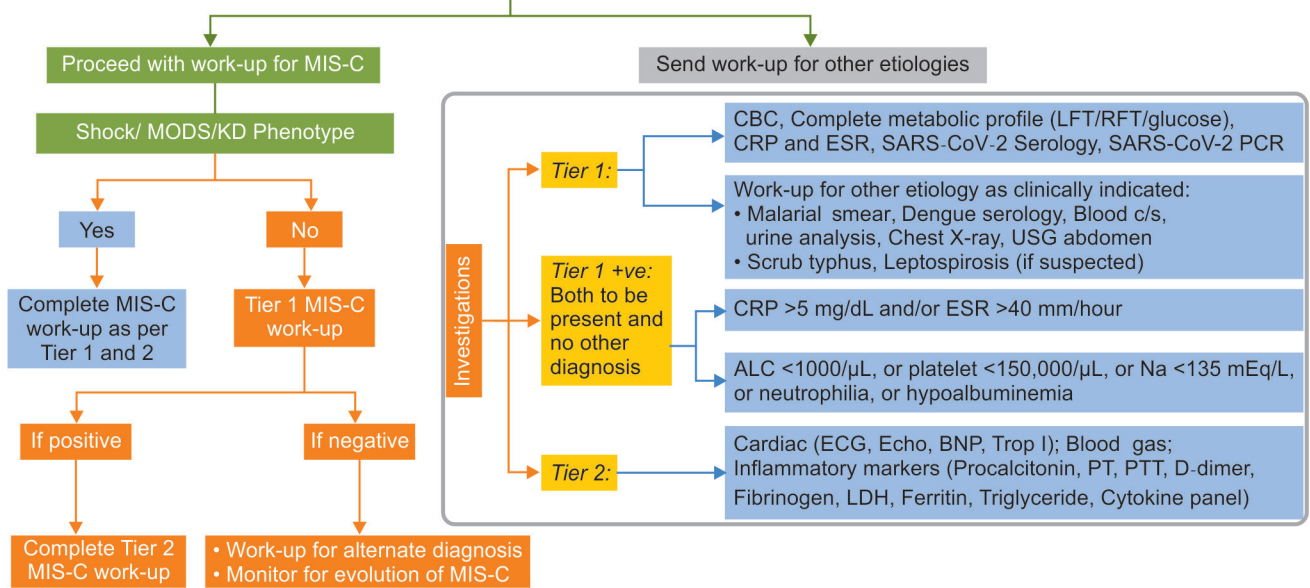 Proceed with work-up for MIS-C
Send work-up for other etiologies
Shock/ MODS/KD Phenotype
Yes
No
Complete MIS-C
work-up as per
Tier 1 and 2
Tier 1 MIS-C
work-up
If positive
If negative
Complete Tier 2
MIS-C work-up
• Work-up for alternate diagnosis
• Monitor for evolution of MIS-C
Investigations
Tier 1:
CBC, Complete metabolic profile (LFT/RFT/glucose),
CRP and ESR, SARS-CoV-2 Serology, SARS-CoV-2 PCR
Work-up for other etiology as clinically indicated:
• Malarial smear, Dengue serology, Blood c/s,
urine analysis, Chest X-ray, USG abdomen
• Scrub typhus, Leptospirosis (if suspected)
Tier 1 +ve:
Both to be
present and
no other
diagnosis
CRP >5 mg/dL and/or ESR >40 mm/hour
ALC <1000/µL, or platelet <150,000/µL, or Na <135 mEq/L,
or neutrophilia, or hypoalbuminemia
Tier 2:
Cardiac (ECG, Echo, BNP, Trop I); Blood gas;
Inflammatory markers (Procalcitonin, PT, PTT, D-dimer,
Fibrinogen, LDH, Ferritin, Triglyceride, Cytokine panel)